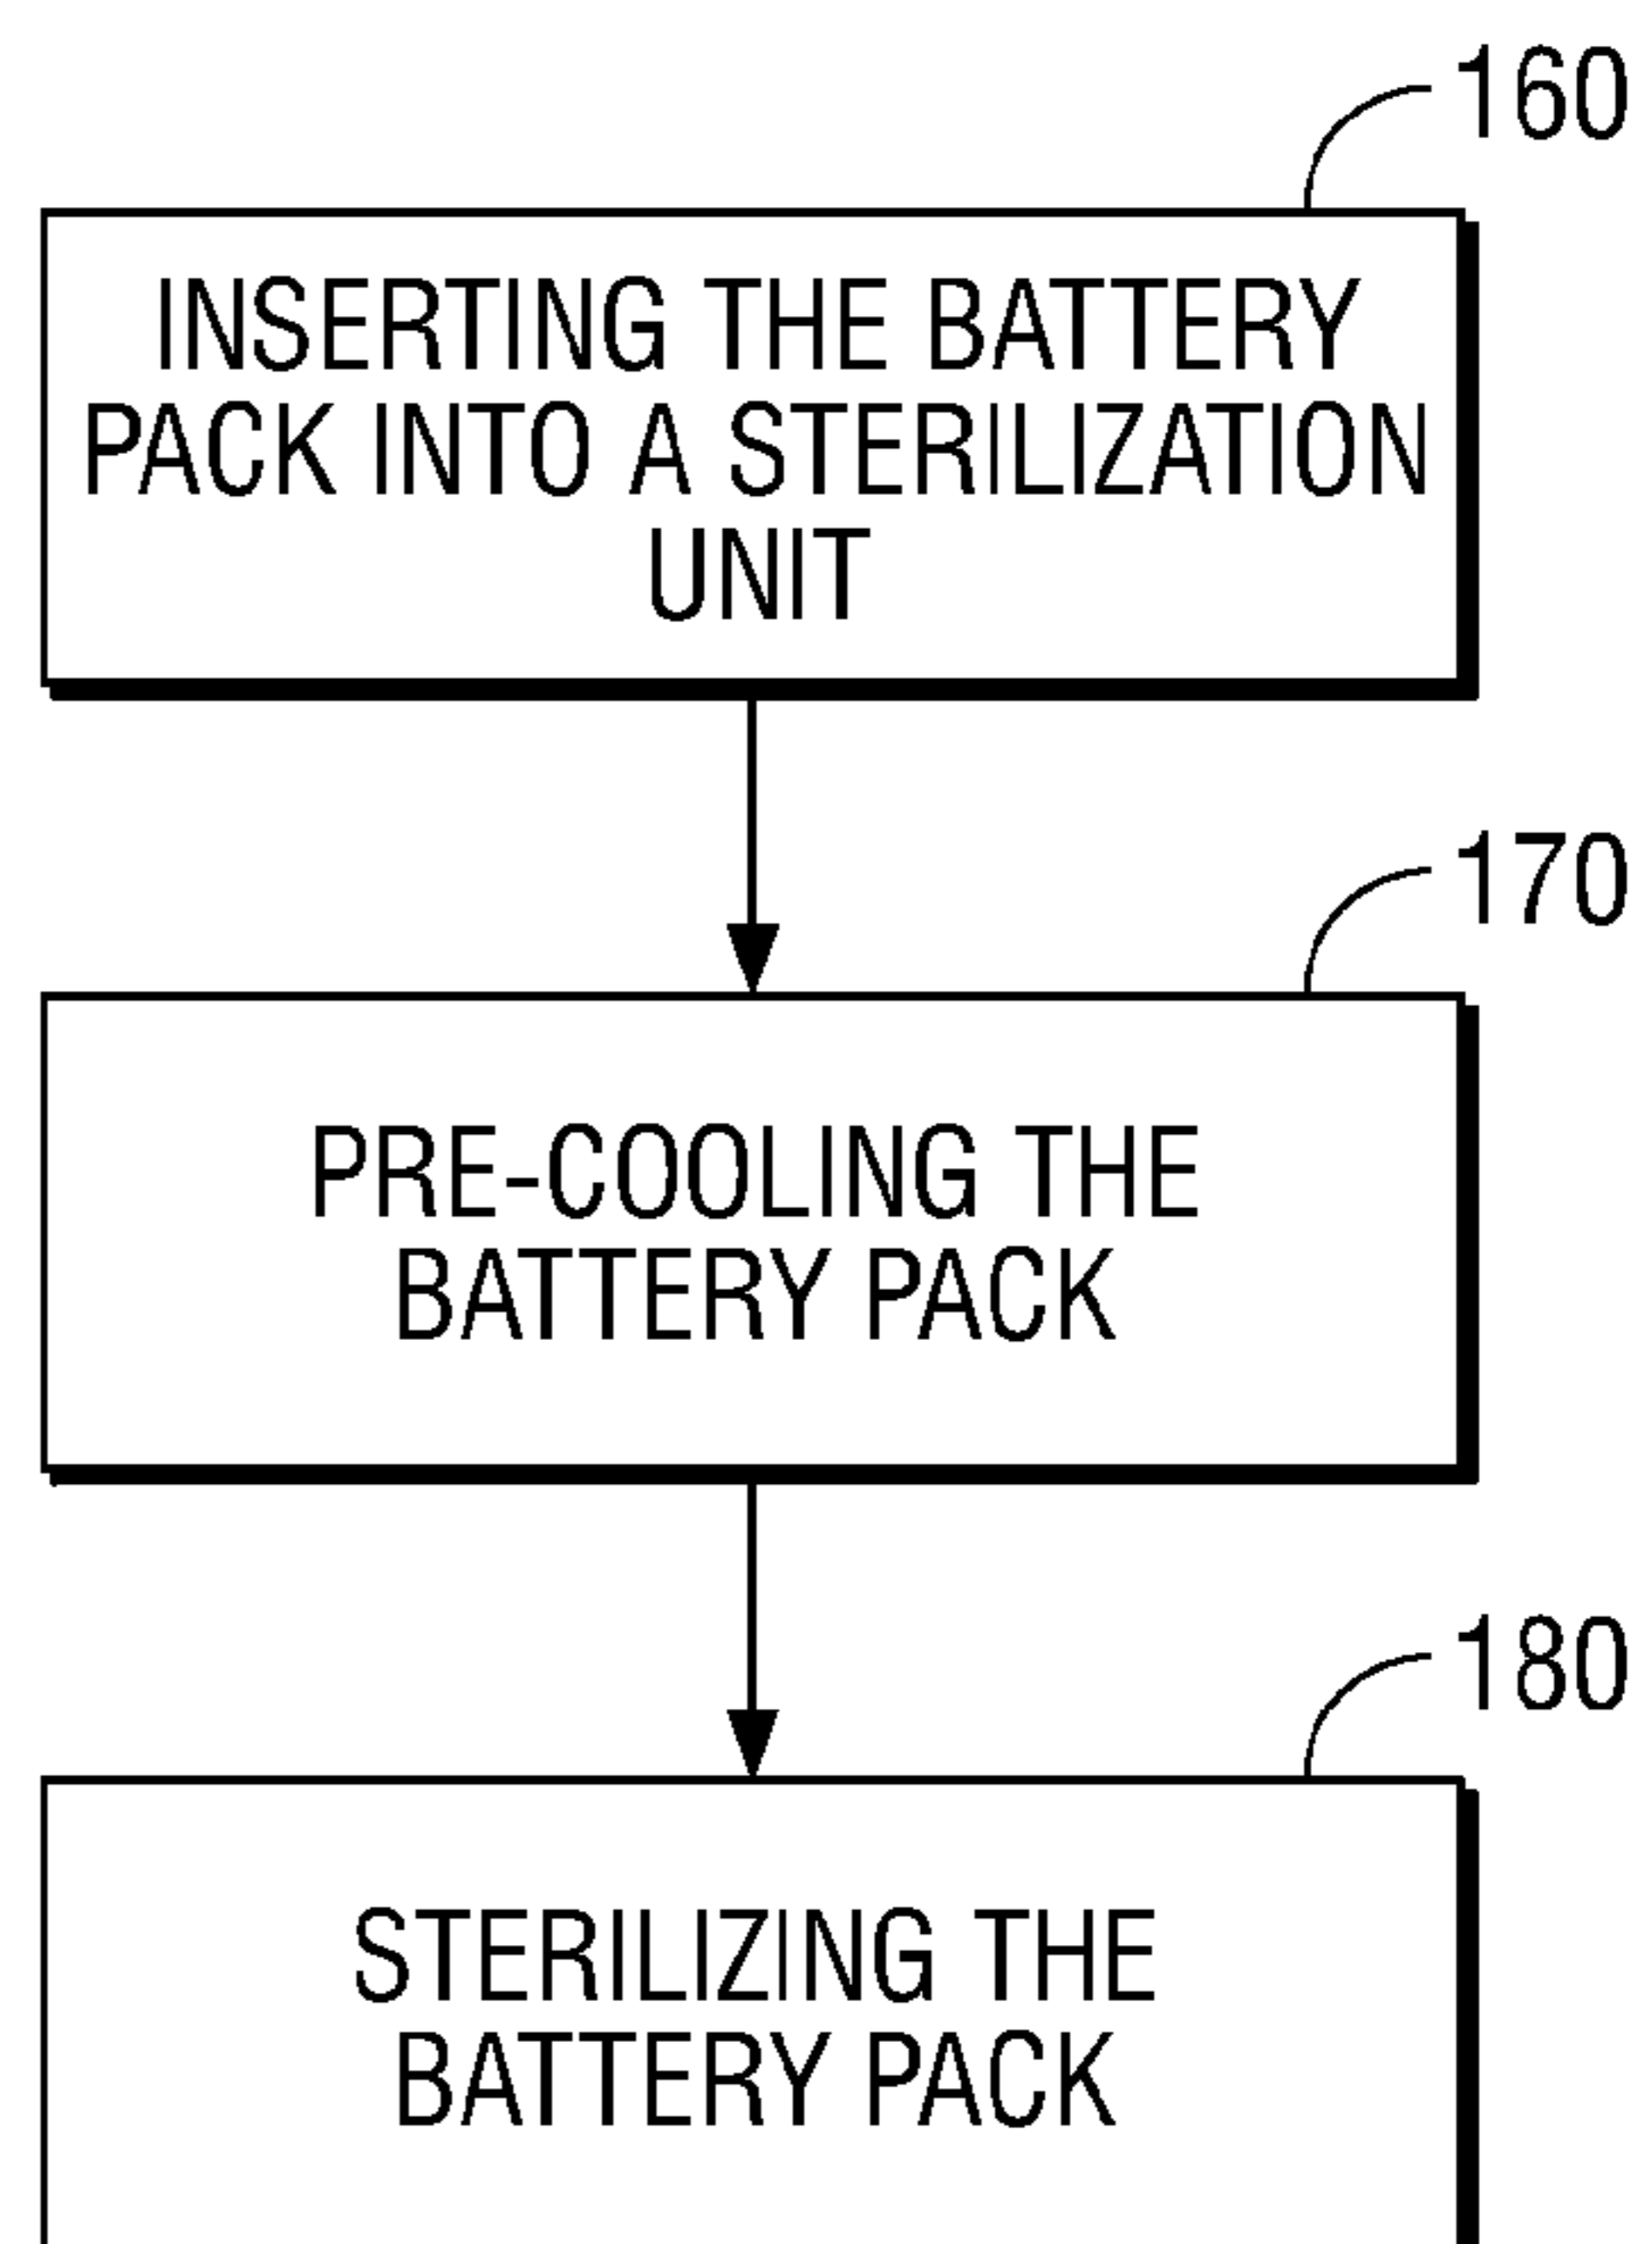 160
INSERTING THE BATTERY
PACK INTO A STERILIZATION
UNIT
170
PRE-COOLING THE
BATTERY PACK
180
STERILIZING THE
BATTERY PACK